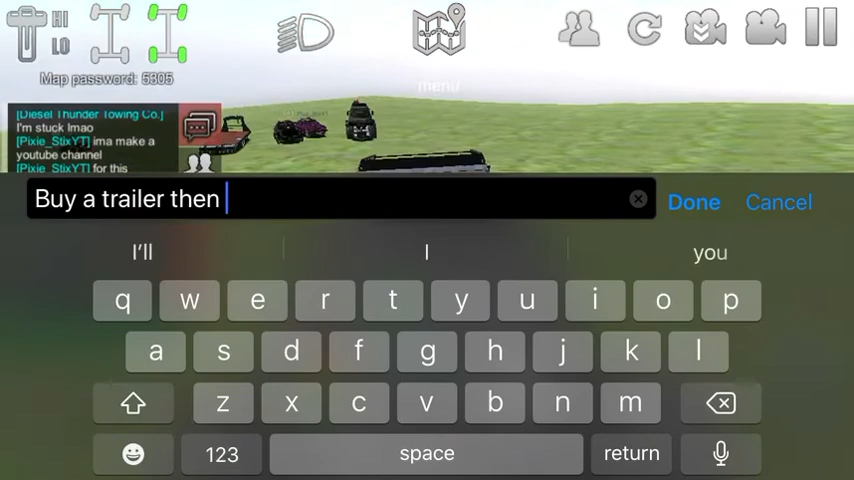 HI
LO
Map password: 5305
menu
[Diesel Thunder Towing Co.]
I'm stuck lmao
[Pixie_StixYT] ima make a
youtube channel
[Pixie_StixYT] for this
Buy a trailer then
Done
Cancel
I'll
I
you
q w e r t y u i o p
a s d f g h j k l
z x c v b n m
123
space
return